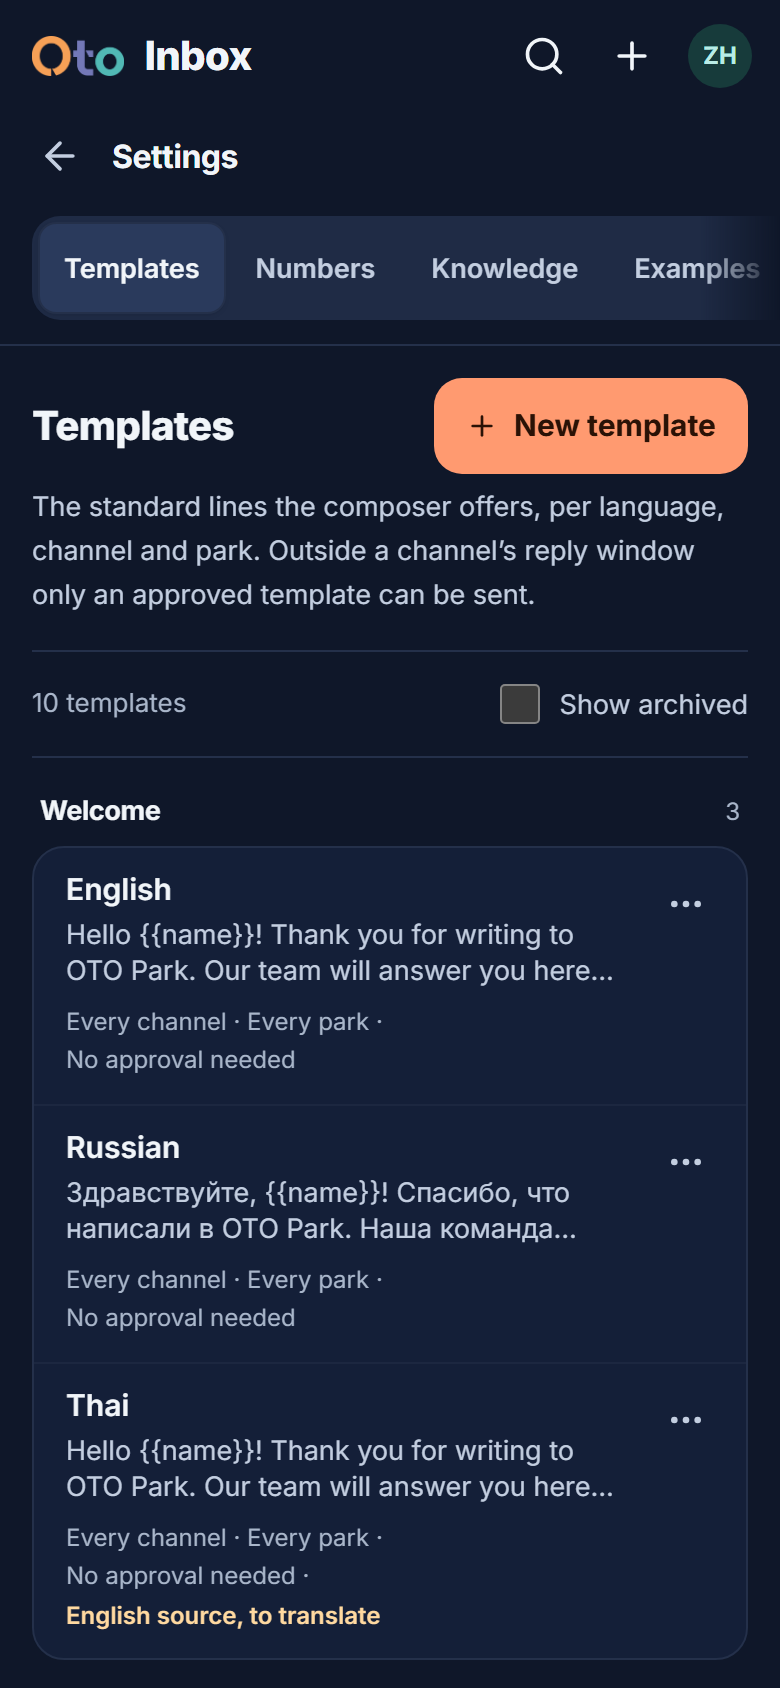 Oto Inbox
ZH
Settings
Templates Numbers Knowledge Examples
Templates
+ New template
The standard lines the composer offers, per language,
channel and park. Outside a channel’s reply window
only an approved template can be sent.
10 templates
Show archived
Welcome
3
English
Hello {{name}}! Thank you for writing to
OTO Park. Our team will answer you here...
Every channel · Every park ·
No approval needed
Russian
Здравствуйте, {{name}}! Спасибо, что
написали в ОТО Park. Наша команда...
Every channel · Every park ·
No approval needed
Thai
Hello {{name}}! Thank you for writing to
OTO Park. Our team will answer you here...
Every channel · Every park ·
No approval needed ·
English source, to translate